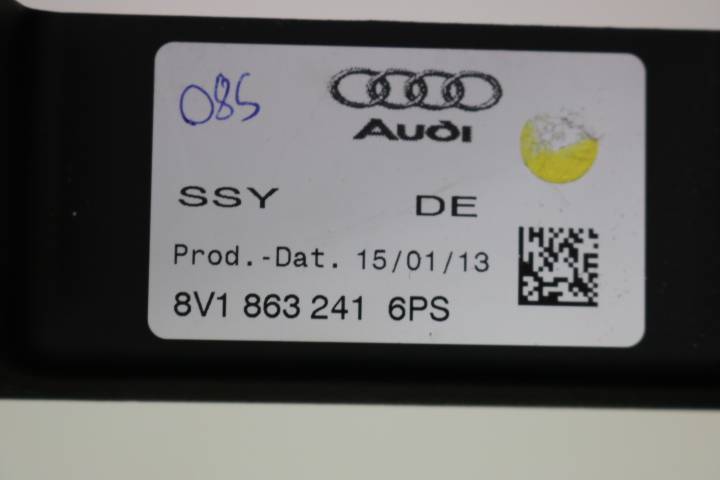 085
Audi
SSY DE
Prod.-Dat. 15/01/13
8V1 863 241 6PS